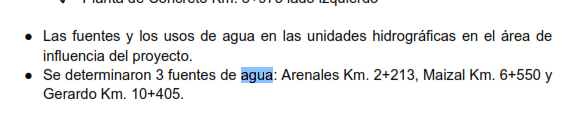 Planta de Concreto Km. 8+975 lado izquierdo
● Las fuentes y los usos de agua en las unidades hidrográficas en el área de
influencia del proyecto.
● Se determinaron 3 fuentes de agua: Arenales Km. 2+213, Maizal Km. 6+550 y
Gerardo Km. 10+405.